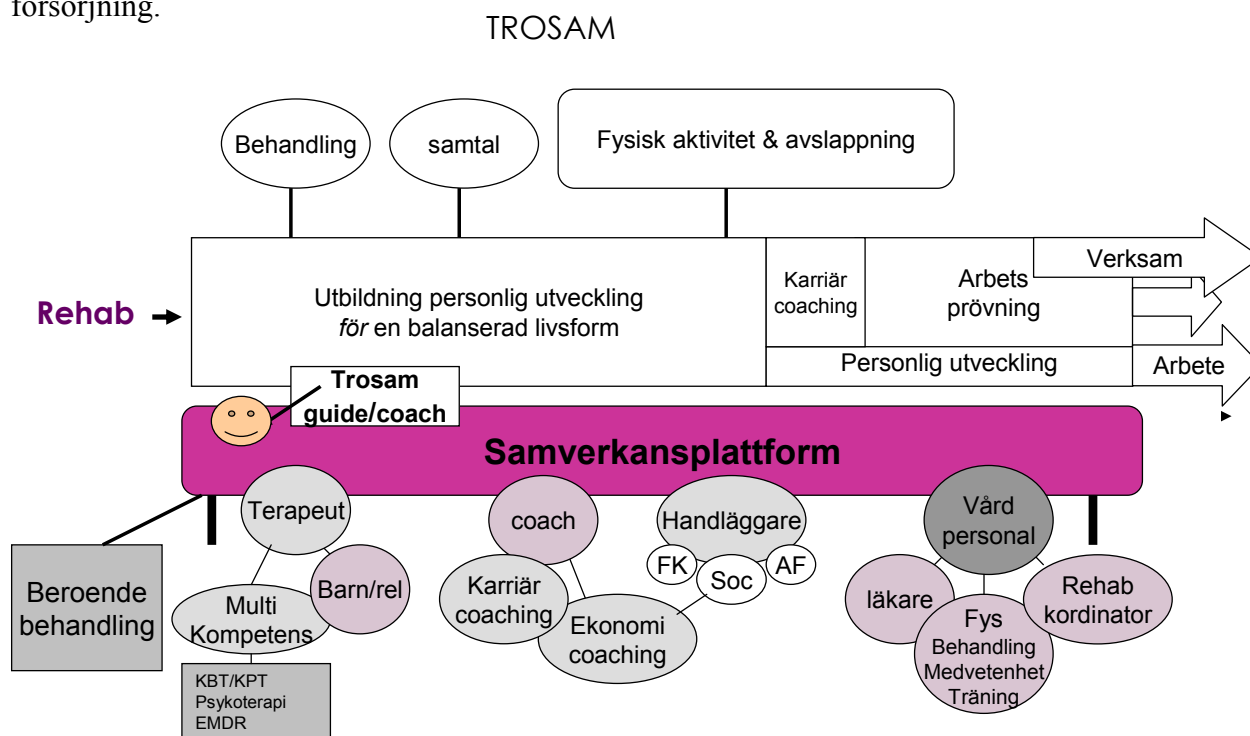 försörjning.
TROSAM
Behandling
samtal
Fysisk aktivitet & avslappning
Rehab
Utbildning personlig utveckling
för en balanserad livsform
Karriär
coaching
Arbets
prövning
Verksam
Personlig utveckling
Arbete
Trosam
guide/coach
Samverkansplattform
Terapeut
coach
Handläggare
Vård
personal
Beroende
behandling
Multi
Kompetens
Barn/rel
KBT/KPT
Psykoterapi
EMDR
Karriär
coaching
Ekonomi
coaching
FK
Soc
AF
läkare
Fys
Behandling
Medvetenhet
Träning
Rehab
kordinator